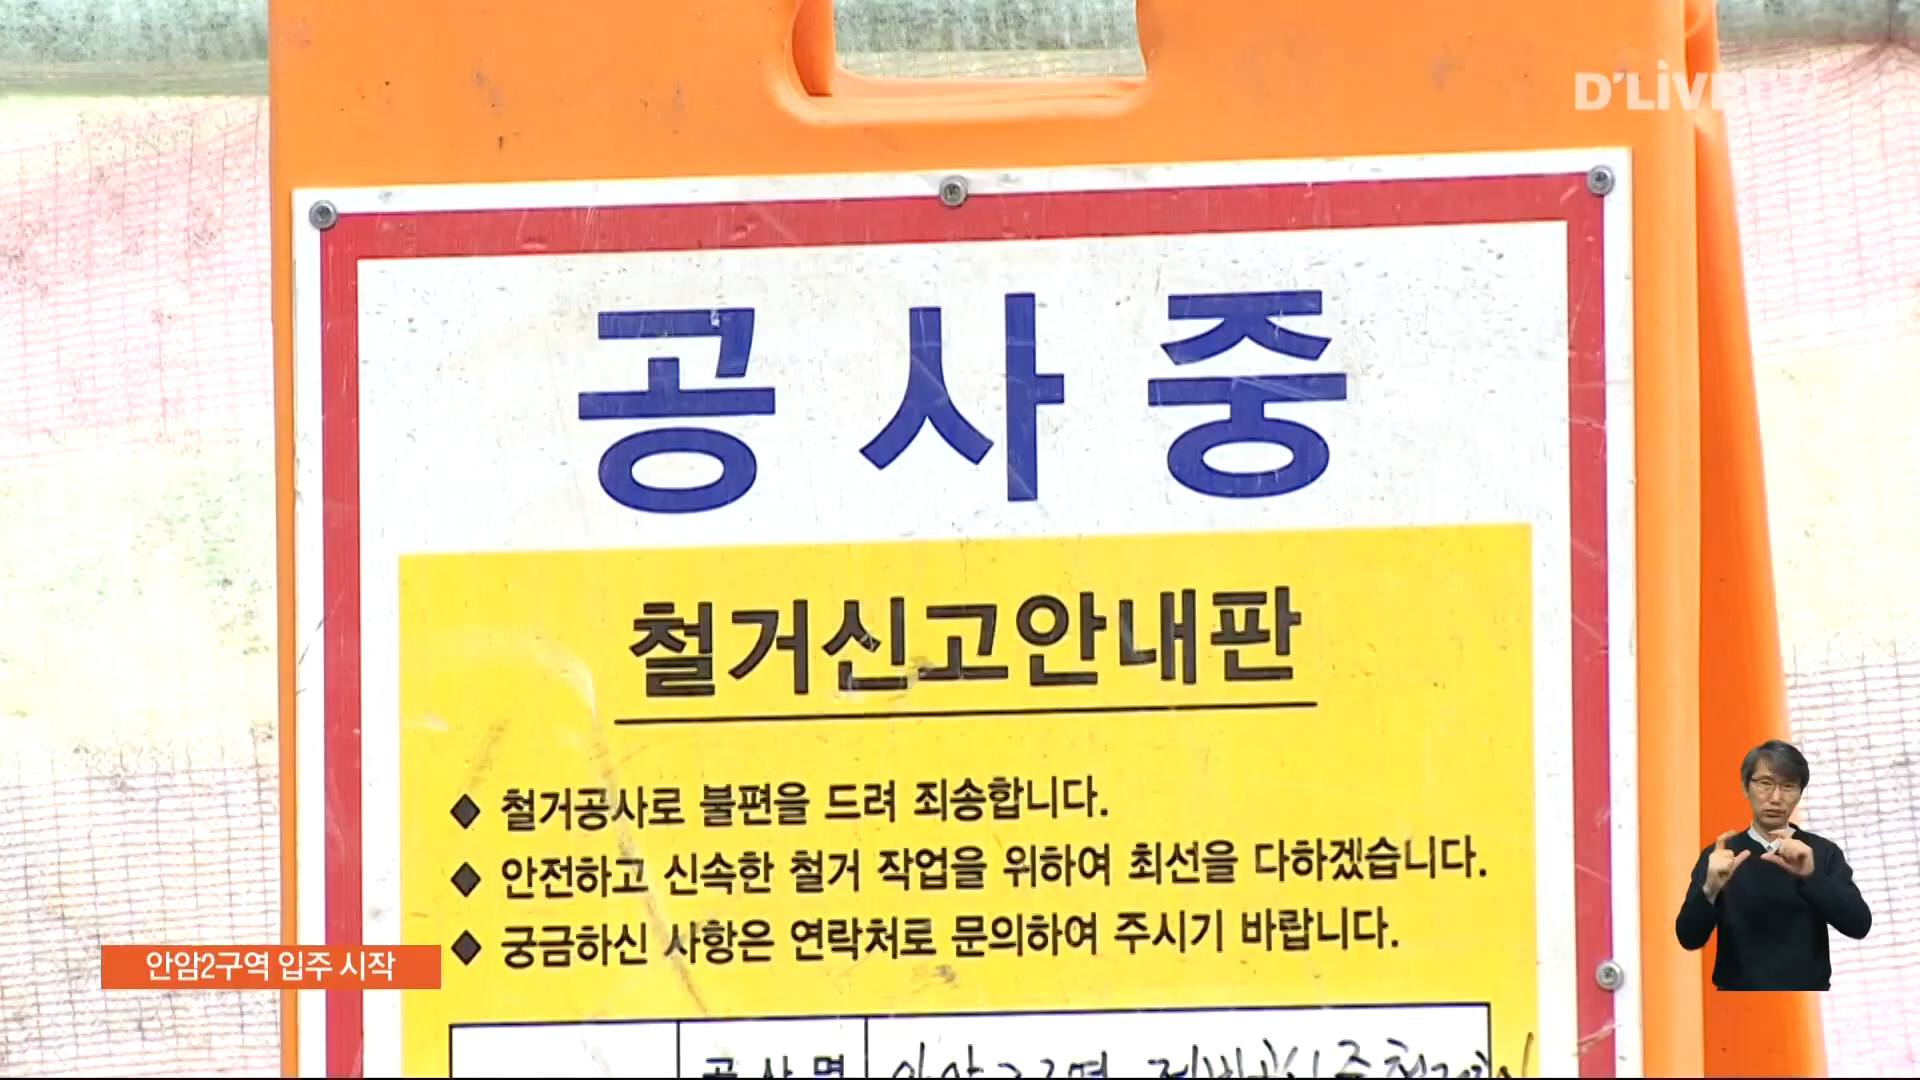 D'LIVE
공사중
철거신고안내판
◆ 철거공사로 불편을 드려 죄송합니다.
◆ 안전하고 신속한 철거 작업을 위하여 최선을 다하겠습니다.
◆ 궁금하신 사항은 연락처로 문의하여 주시기 바랍니다.
안암2구역 입주 시작
공사명